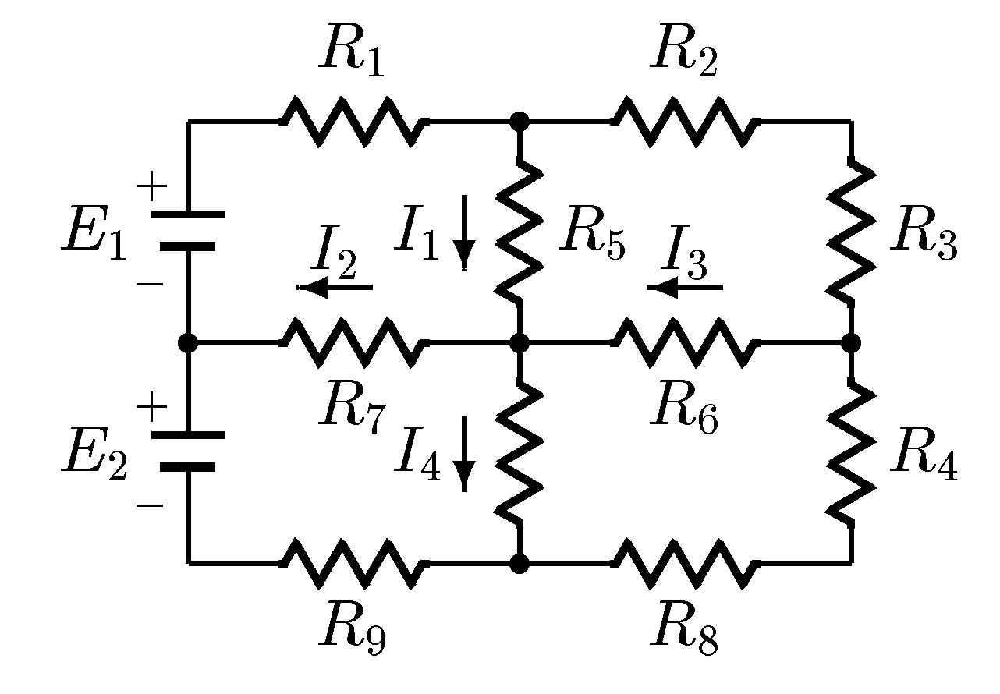 R1 R2
+
E1 I1 R5 R3
I2 I3
−
R7 R6
+
E2 I4 R4
−
R9 R8